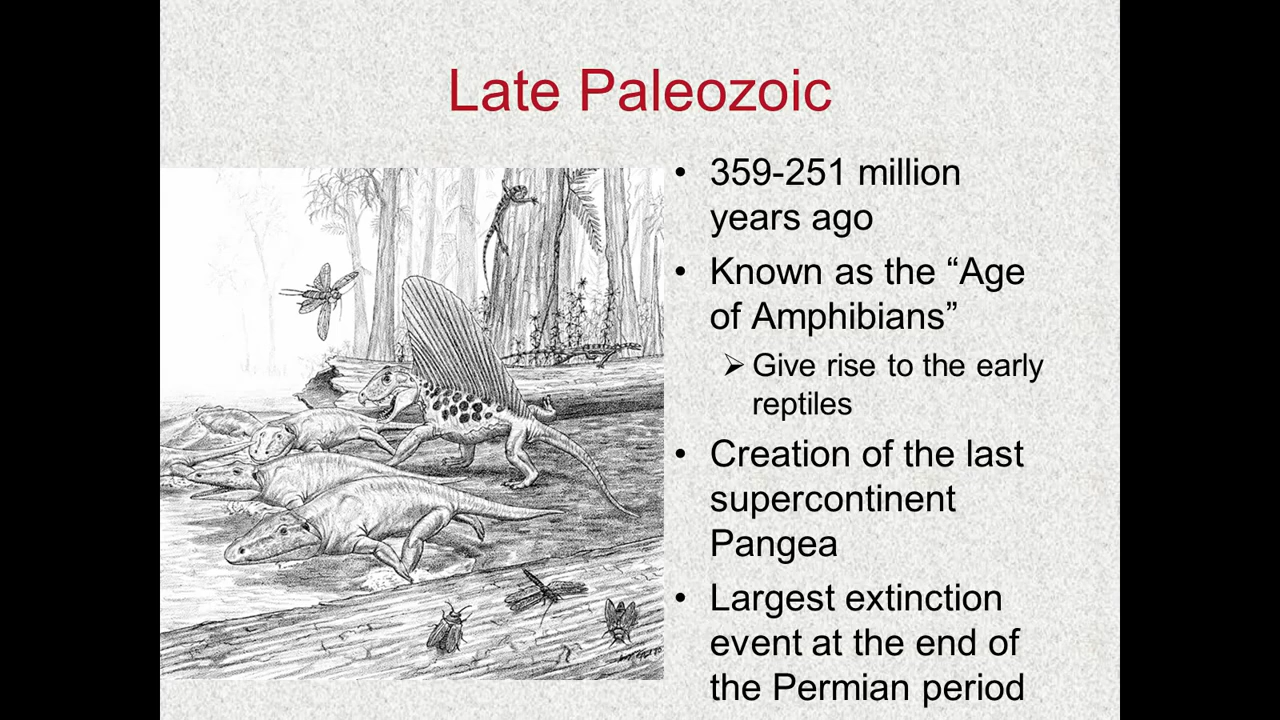 Late Paleozoic
• 359-251 million
years ago
• Known as the “Age
of Amphibians”
➢ Give rise to the early
reptiles
• Creation of the last
supercontinent
Pangea
• Largest extinction
event at the end of
the Permian period